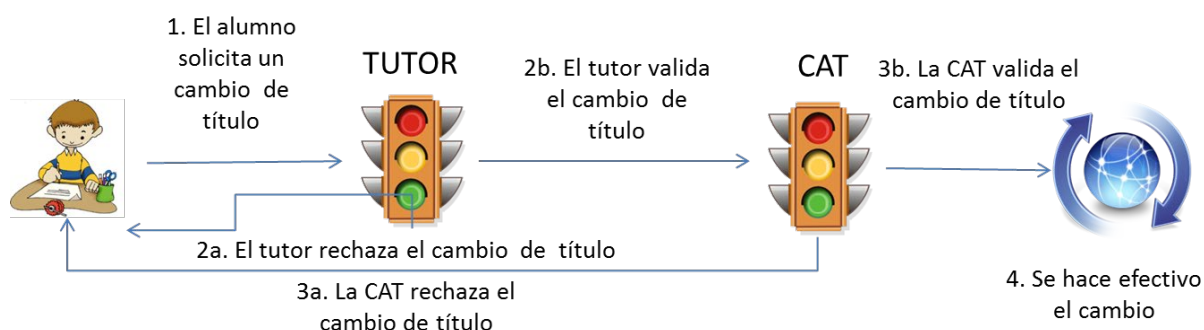 1. El alumno
solicita un
cambio de
título
TUTOR
2b. El tutor valida
el cambio de
título
CAT
3b. La CAT valida el
cambio de título
2a. El tutor rechaza el cambio de título
3a. La CAT rechaza el
cambio de título
4. Se hace efectivo
el cambio